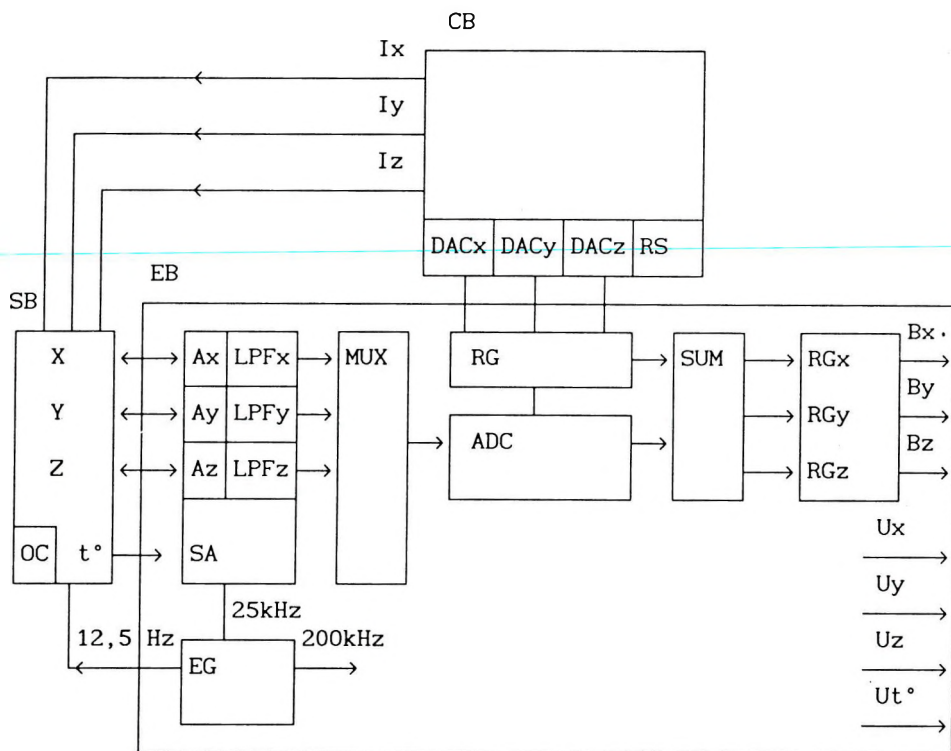 CB
Ix
Iy
Iz
DACx DACy DACz RS
EB
SB
X Ax LPFx MUX RG SUM RGx Bx.
Y Ay LPFy ADC RGy By
Z Az LPFz RGz Bz
OC t° SA Ux
25kHz Uy
12,5 Hz 200kHz
EG Uz
Ut°